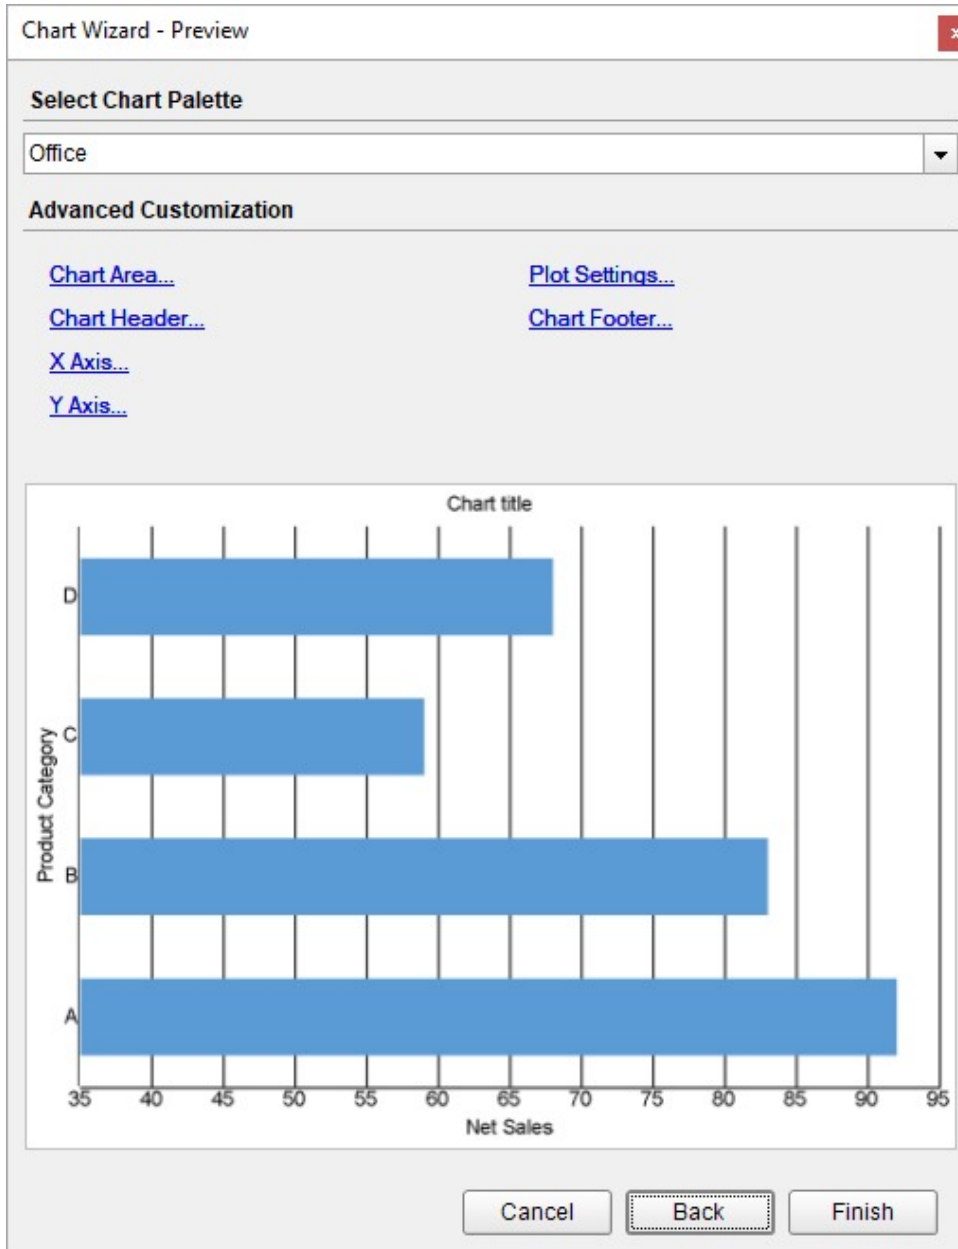 Chart Wizard - Preview
x
Select Chart Palette
Office
Advanced Customization
Chart Area... Plot Settings...
Chart Header... Chart Footer...
X Axis...
Y Axis...
Chart title
D
C
Product Category
B
A
35 40 45 50 55 60 65 70 75 80 85 90 95
Net Sales
Cancel Back Finish